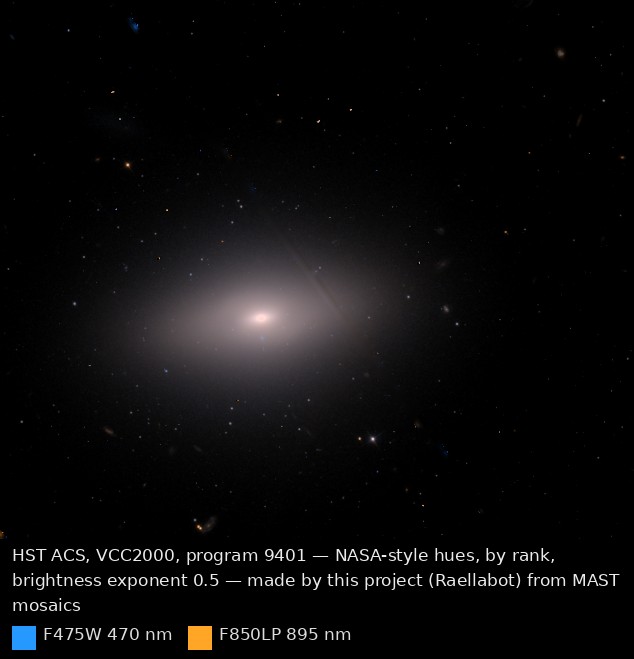 HST ACS, VCC2000, program 9401 — NASA-style hues, by rank,
brightness exponent 0.5 — made by this project (Raellabot) from MAST
mosaics
F475W 470 nm F850LP 895 nm